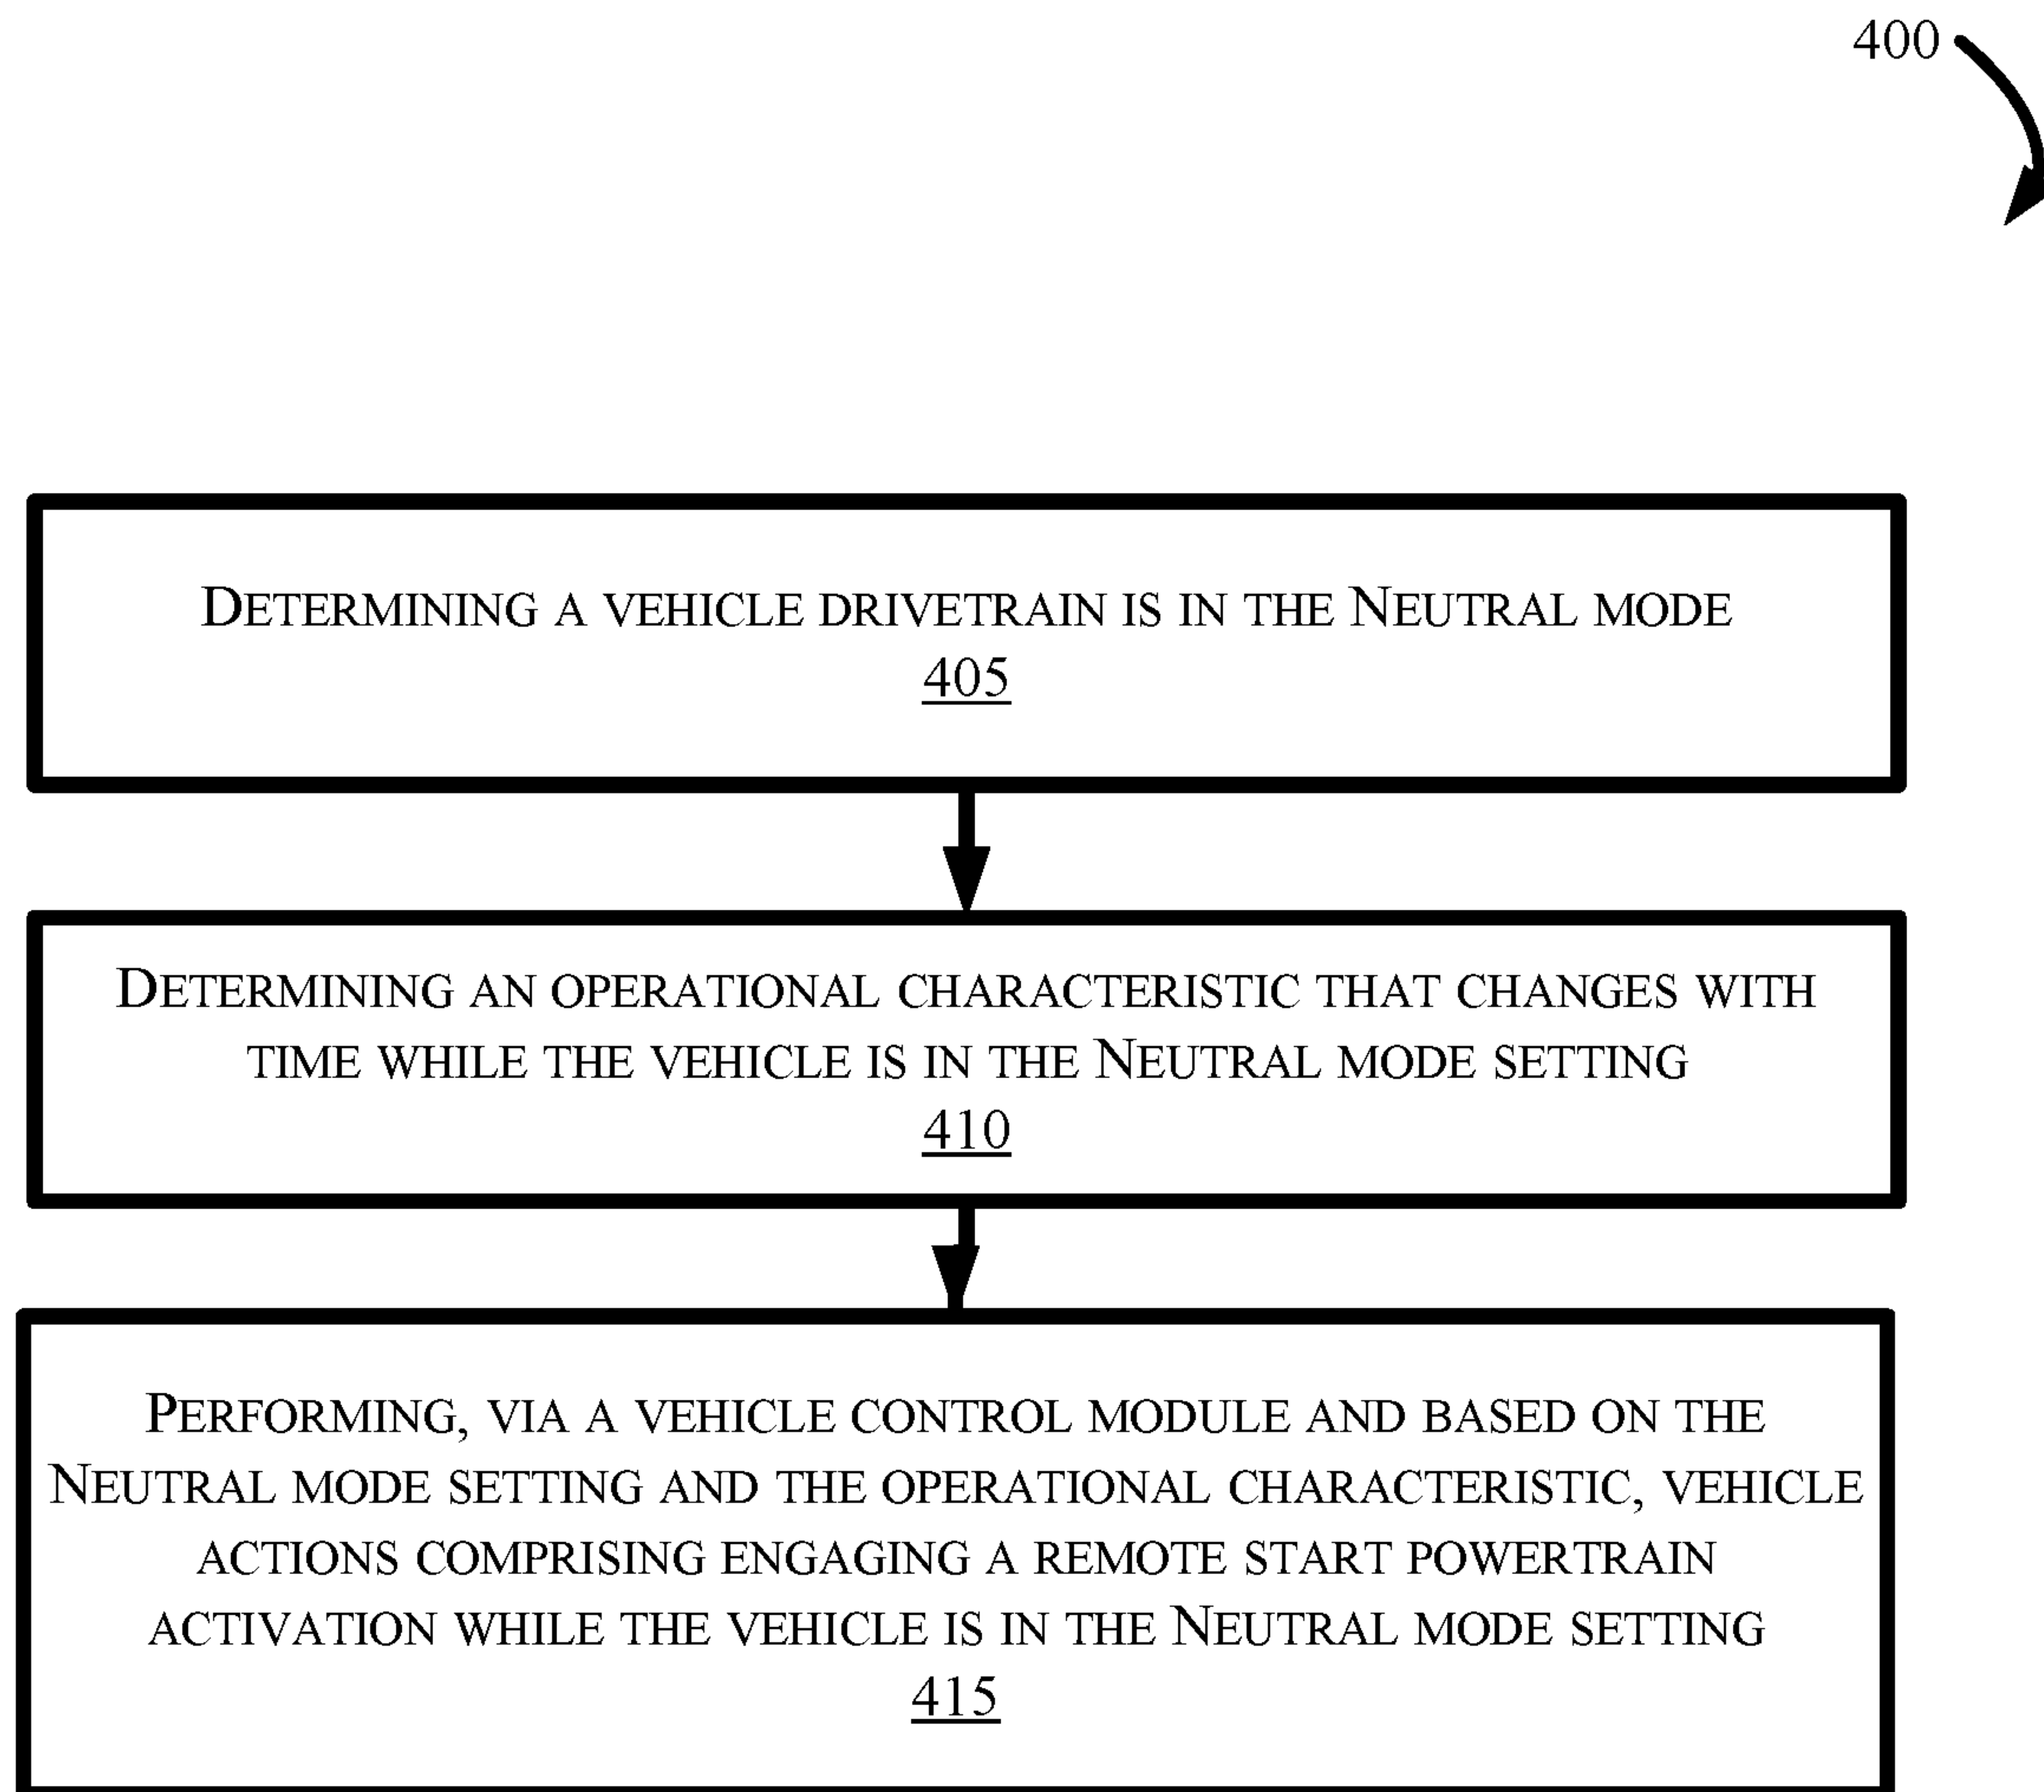 400
Determining a vehicle drivetrain is in the Neutral mode
405
Determining an operational characteristic that changes with
time while the vehicle is in the Neutral mode setting
410
Performing, via a vehicle control module and based on the
Neutral mode setting and the operational characteristic, vehicle
actions comprising engaging a remote start powertrain
activation while the vehicle is in the Neutral mode setting
415